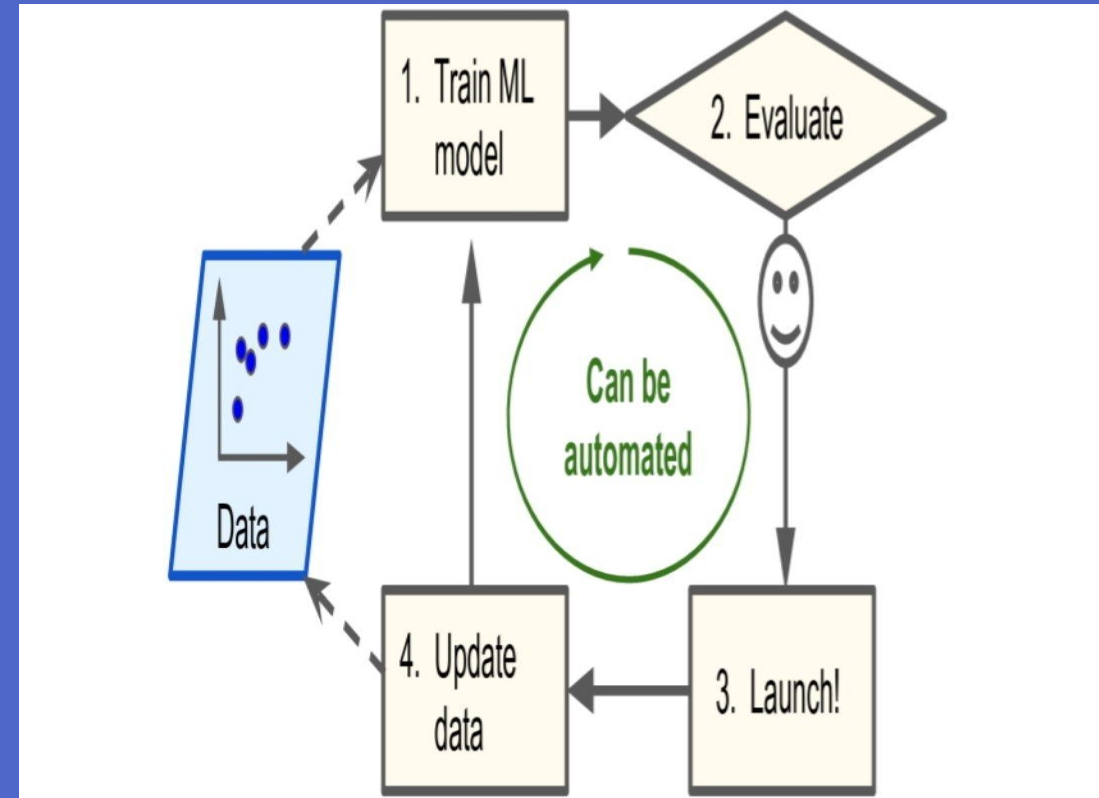 1. Train ML
model
2. Evaluate
Can be
automated
Data
4. Update
data
3. Launch!